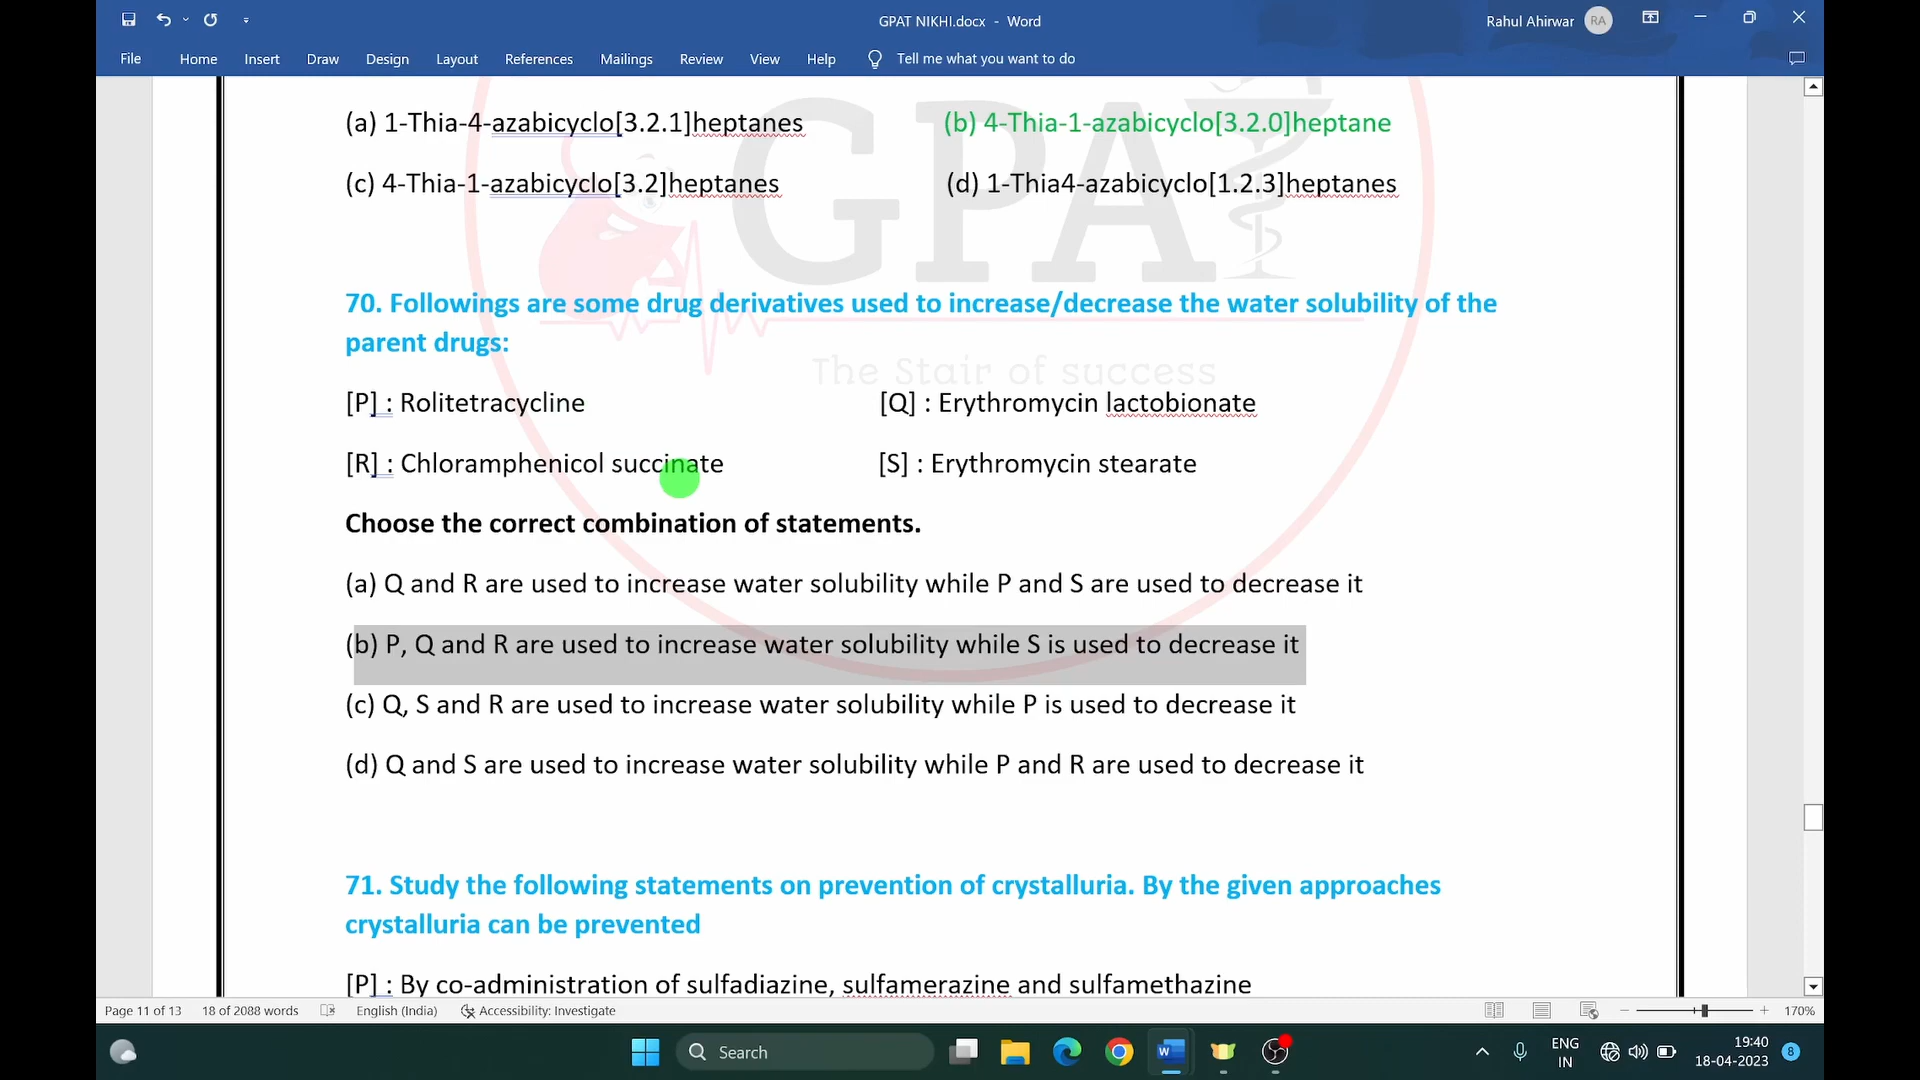 GPAT NIKHI.docx - Word
Rahul Ahirwar RA
File Home Insert Draw Design Layout References Mailings Review View Help Tell me what you want to do
(a) 1-Thia-4-azabicyclo[3.2.1]heptanes (b) 4-Thia-1-azabicyclo[3.2.0]heptane
(c) 4-Thia-1-azabicyclo[3.2]heptanes (d) 1-Thia4-azabicyclo[1.2.3]heptanes
GPAT
70. Followings are some drug derivatives used to increase/decrease the water solubility of the
parent drugs:
The Stair of success
[P] : Rolitetracycline [Q] : Erythromycin lactobionate
[R] : Chloramphenicol succinate [S] : Erythromycin stearate
Choose the correct combination of statements.
(a) Q and R are used to increase water solubility while P and S are used to decrease it
(b) P, Q and R are used to increase water solubility while S is used to decrease it
(c) Q, S and R are used to increase water solubility while P is used to decrease it
(d) Q and S are used to increase water solubility while P and R are used to decrease it
71. Study the following statements on prevention of crystalluria. By the given approaches
crystalluria can be prevented
[P] : By co-administration of sulfadiazine, sulfamerazine and sulfamethazine
Page 11 of 13 18 of 2088 words English (India) Accessibility: Investigate 170%
Search ENG 19:40
IN 18-04-2023 8